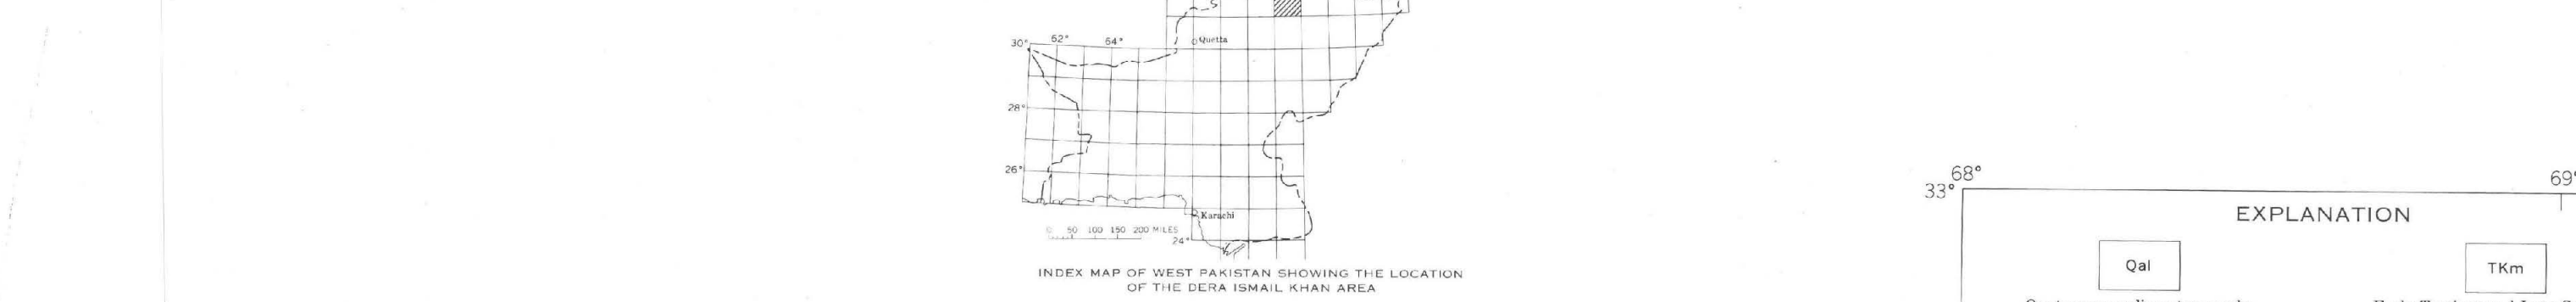 30°
62°
64°
Quetta
28°
26°
Karachi
0 50 100 150 200 MILES
24°
INDEX MAP OF WEST PAKISTAN SHOWING THE LOCATION
OF THE DERA ISMAIL KHAN AREA
68°
69°
33°
EXPLANATION
Qal
TKm